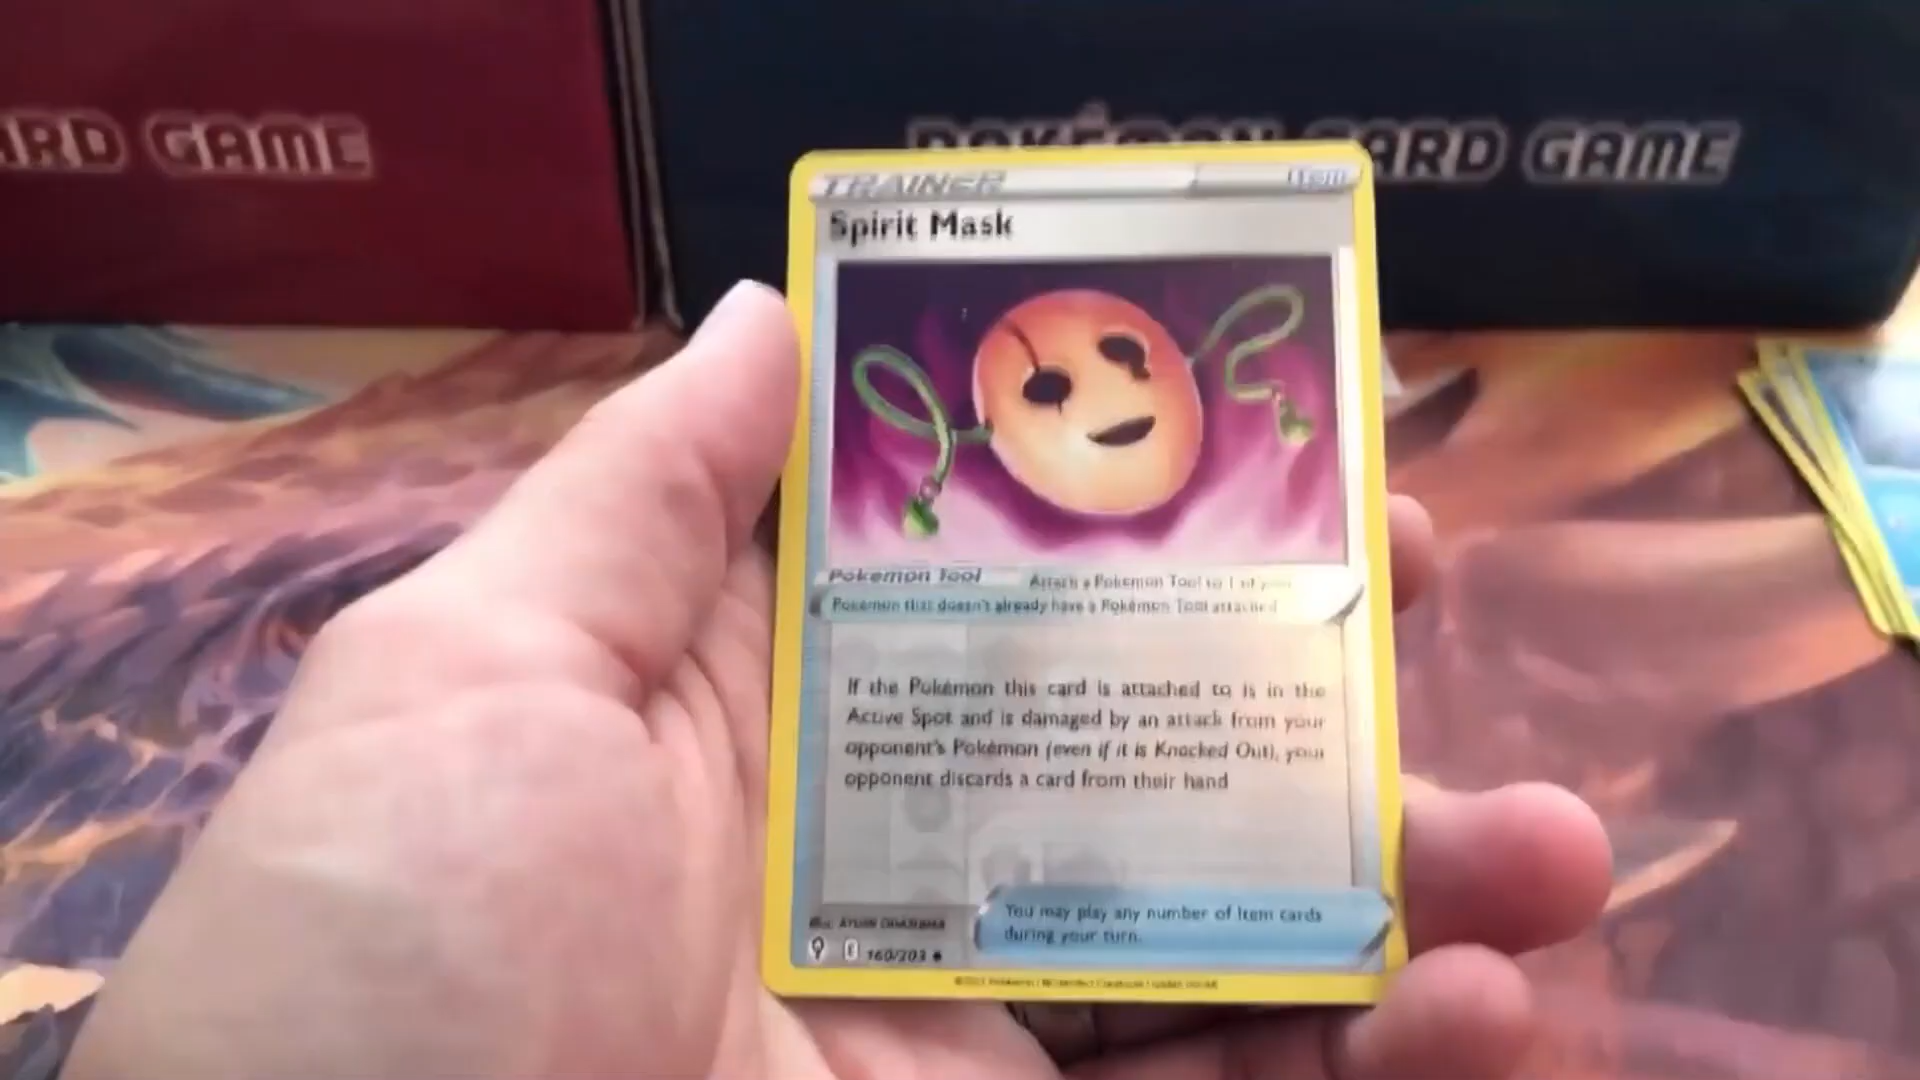 ARD GAME
POKÉMON CARD GAME
TRAINER Item
Spirit Mask
Pokémon Tool Attach a Pokémon Tool to 1 of your
Pokémon that doesn't already have a Pokémon Tool attached
If the Pokémon this card is attached to is in the
Active Spot and is damaged by an attack from your
opponent's Pokémon (even if it is Knocked Out), your
opponent discards a card from their hand
You may play any number of Item cards
during your turn.
Illus.
160/203